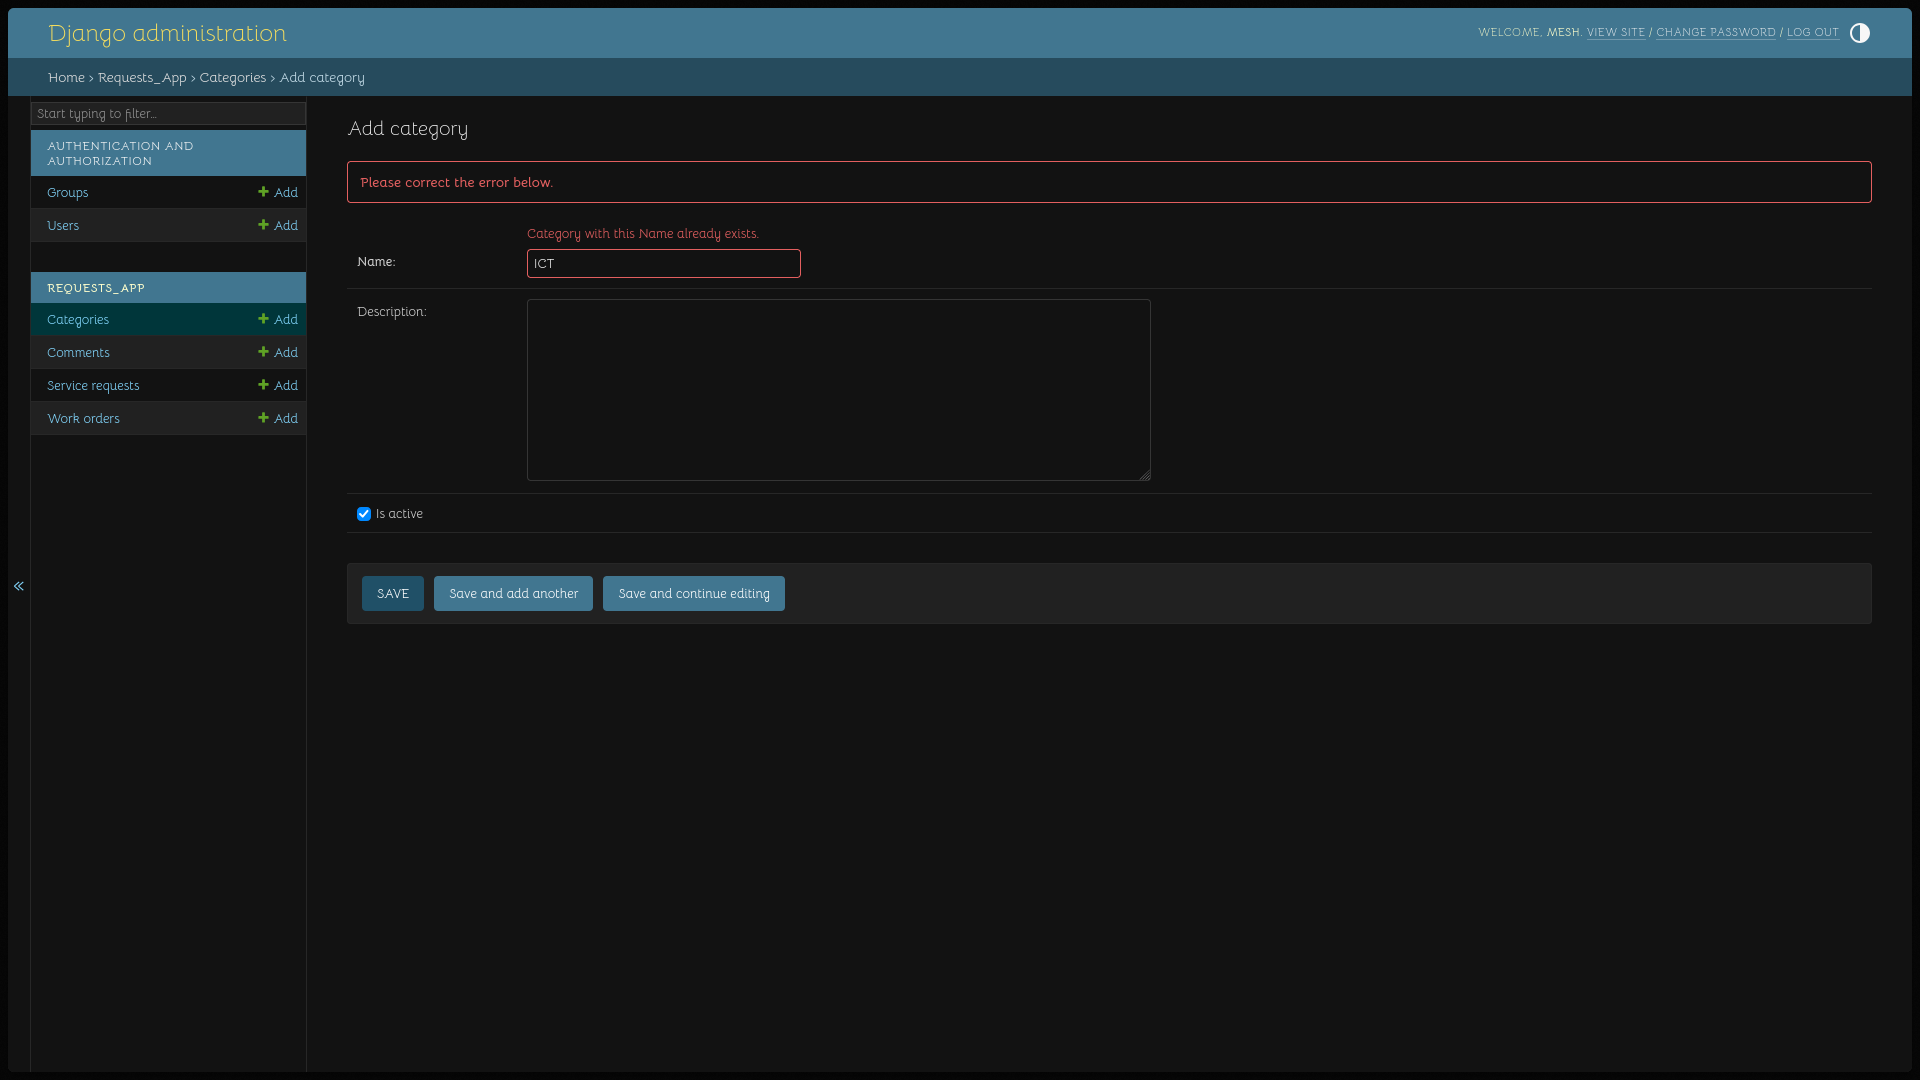 Django administration
WELCOME, MESH. VIEW SITE / CHANGE PASSWORD / LOG OUT
Home › Requests_App › Categories › Add category
Start typing to filter...
AUTHENTICATION AND
AUTHORIZATION
Groups Add
Users Add
REQUESTS_APP
Categories Add
Comments Add
Service requests Add
Work orders Add
«
Add category
Please correct the error below.
Category with this Name already exists.
Name: ICT
Description:
Is active
SAVE Save and add another Save and continue editing